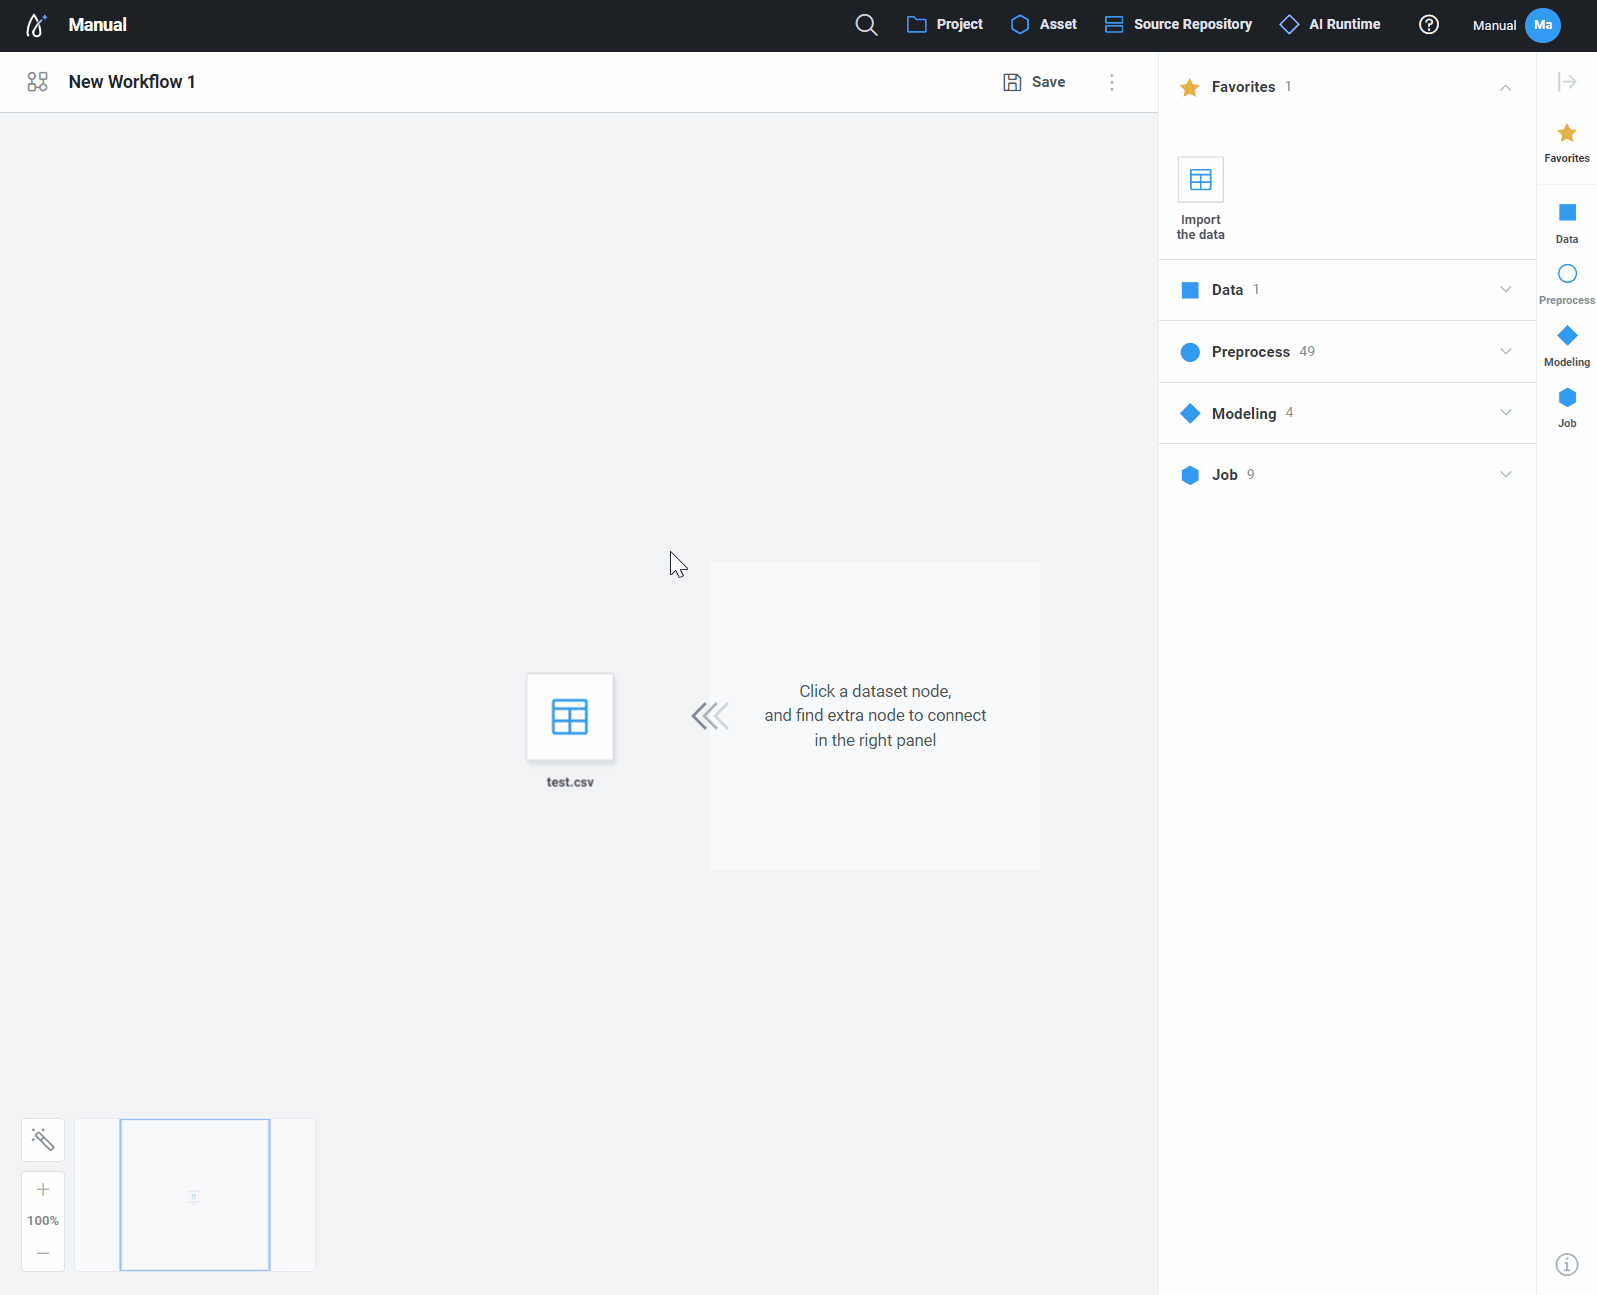 Manual
Project
Asset
Source Repository
AI Runtime
Manual
Ma
New Workflow 1
Save
Favorites 1
Import
the data
Data 1
Preprocess 49
Modeling 4
Job 9
Favorites
Data
Preprocess
Modeling
Job
Click a dataset node,
and find extra node to connect
in the right panel
test.csv
100%